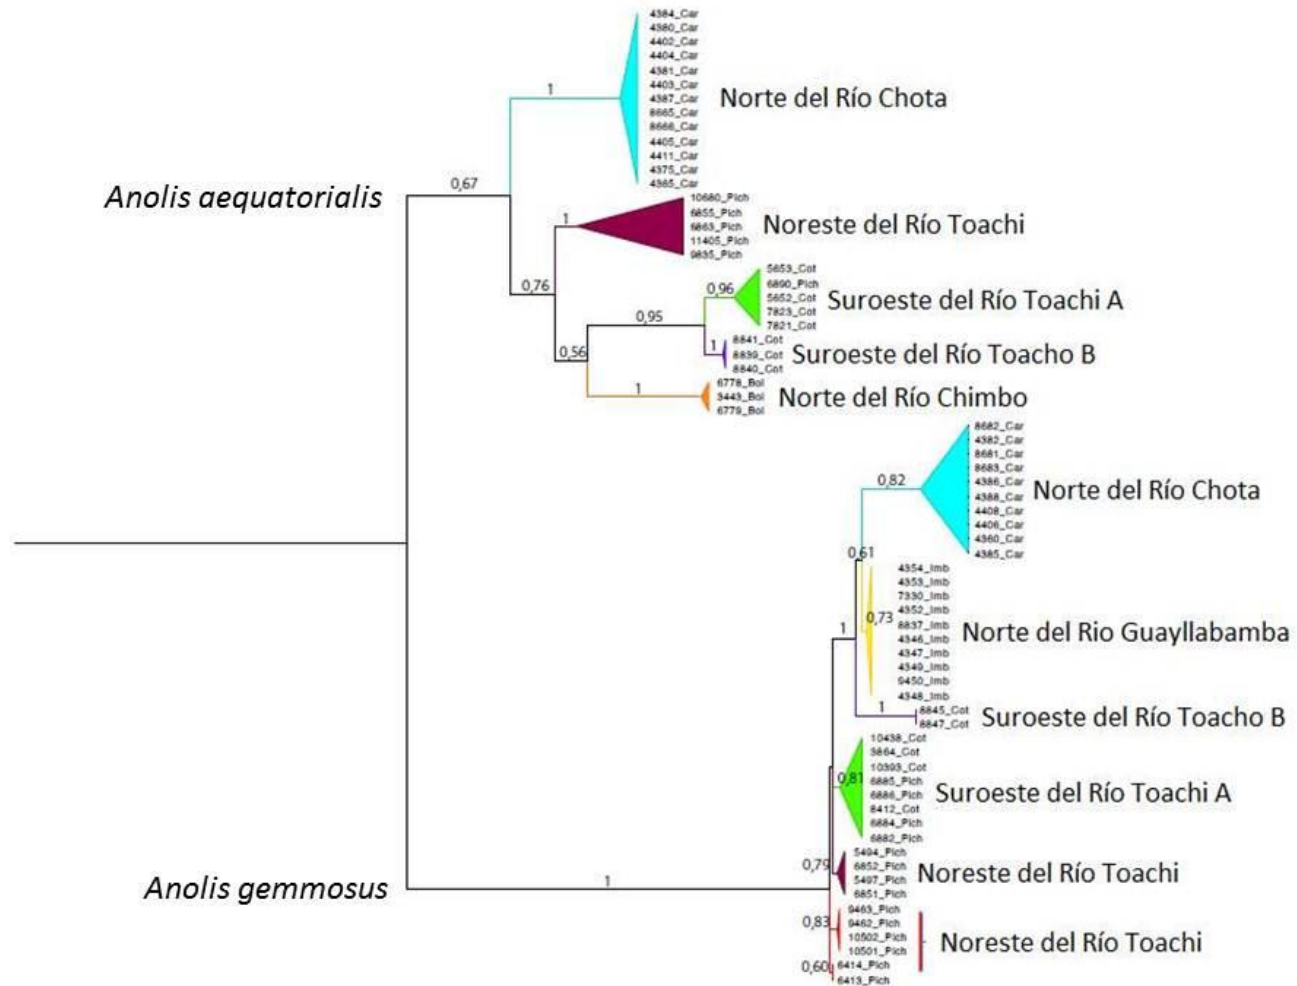 4384_Car
4380_Car
4402_Car
4404_Car
4381_Car
4403_Car
1
4387_Car
Norte del Río Chota
8665_Car
8666_Car
4405_Car
4411_Car
4375_Car
4365_Car
0,67
Anolis aequatorialis
10680_Pich
6855_Pich
1
6863_Pich
Noreste del Río Toachi
11405_Pich
9835_Pich
0,76
5653_Cot
6890_Pich
0,96
5652_Cot
Suroeste del Río Toachi A
7823_Cot
7821_Cot
0,95
8841_Cot
1
8839_Cot
Suroeste del Río Toacho B
8840_Cot
0,56
6778_Bol
1
3443_Bol
Norte del Río Chimbo
6779_Bol
8682_Car
4382_Car
8681_Car
8683_Car
0,82
4386_Car
4388_Car
Norte del Río Chota
4408_Car
4406_Car
4360_Car
4385_Car
0,61
4354_Imb
4353_Imb
7330_Imb
4352_Imb
0,73
8837_Imb
1
4346_Imb
Norte del Rio Guayllabamba
4347_Imb
4349_Imb
9450_Imb
4348_Imb
1
8845_Cot
8847_Cot
Suroeste del Río Toacho B
10438_Cot
3864_Cot
10393_Cot
0,81
6885_Pich
6886_Pich
Suroeste del Río Toachi A
8412_Cot
6884_Pich
6882_Pich
5494_Pich
0,79
6852_Pich
5497_Pich
Noreste del Río Toachi
6851_Pich
Anolis gemmosus
1
9463_Pich
0,83
9462_Pich
10502_Pich
Noreste del Río Toachi
10501_Pich
0,60
6414_Pich
6413_Pich